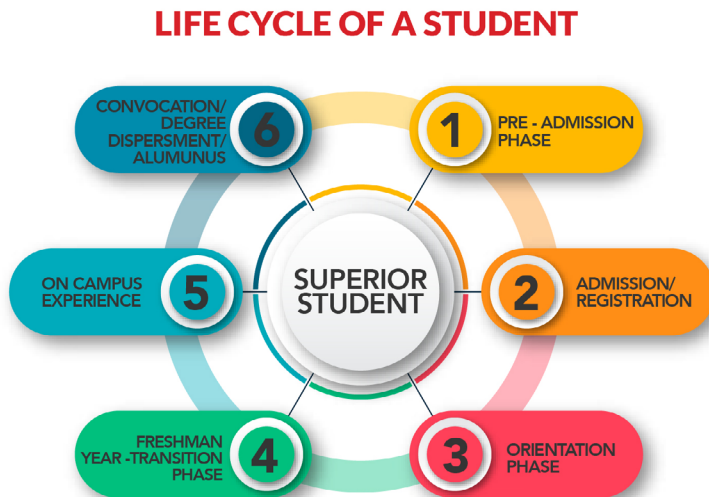 LIFE CYCLE OF A STUDENT
1
PRE - ADMISSION
PHASE
2
ADMISSION/
REGISTRATION
3
ORIENTATION
PHASE
4
FRESHMAN
YEAR -TRANSITION
PHASE
5
ON CAMPUS
EXPERIENCE
6
CONVOCATION/
DEGREE
DISPERSMENT/
ALUMUNUS
SUPERIOR
STUDENT